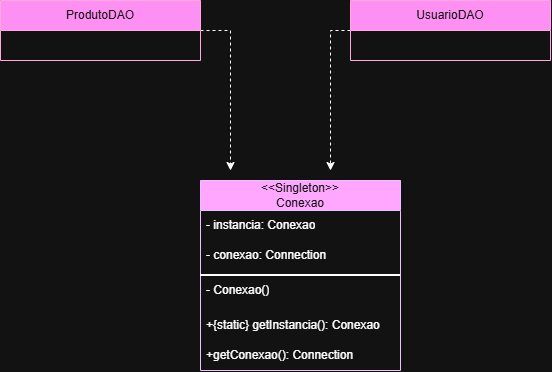 ProdutoDAO
UsuarioDAO
<<Singleton>>
Conexao
- instancia: Conexao
- conexao: Connection
- Conexao()
+{static} getInstancia(): Conexao
+getConexao(): Connection